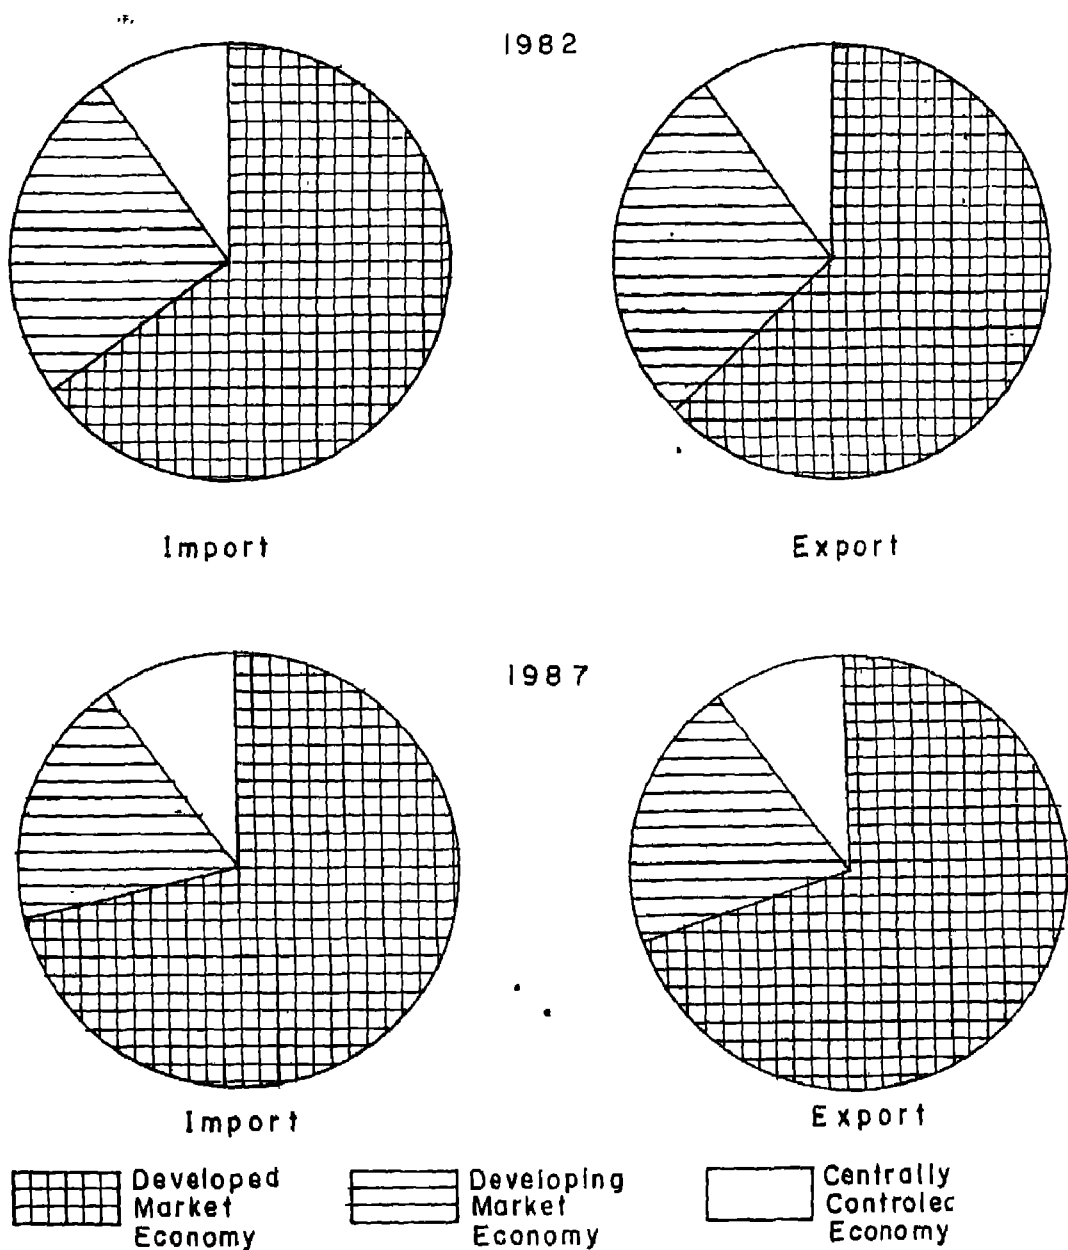 1982
Import
Export
1987
Import
Export
Developed
Market
Economy
Developing
Market
Economy
Centrally
Controlec
Economy